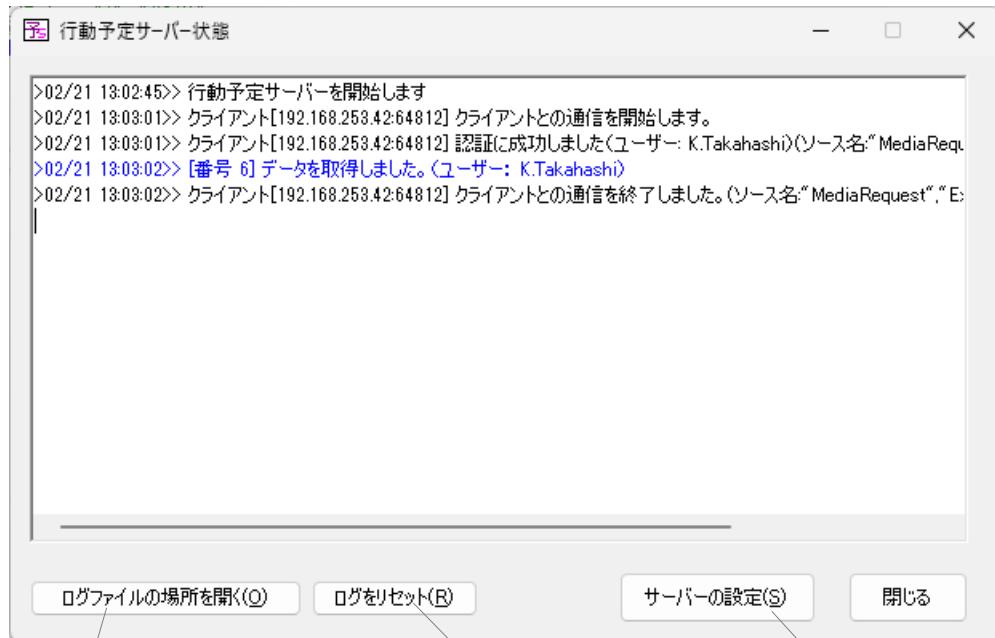 行動予定サーバー状態
>02/21 13:02:45>> 行動予定サーバーを開始します
>02/21 13:03:01>> クライアント[192.168.253.42:64812] クライアントとの通信を開始します。
>02/21 13:03:01>> クライアント[192.168.253.42:64812] 認証に成功しました(ユーザー: K.Takahashi)(ソース名:"MediaRequ
>02/21 13:03:02>> [番号 6] データを取得しました。(ユーザー: K.Takahashi)
>02/21 13:03:02>> クライアント[192.168.253.42:64812] クライアントとの通信を終了しました。(ソース名:"MediaRequest","E
ログファイルの場所を開く(O) ログをリセット(R) サーバーの設定(S) 閉じる